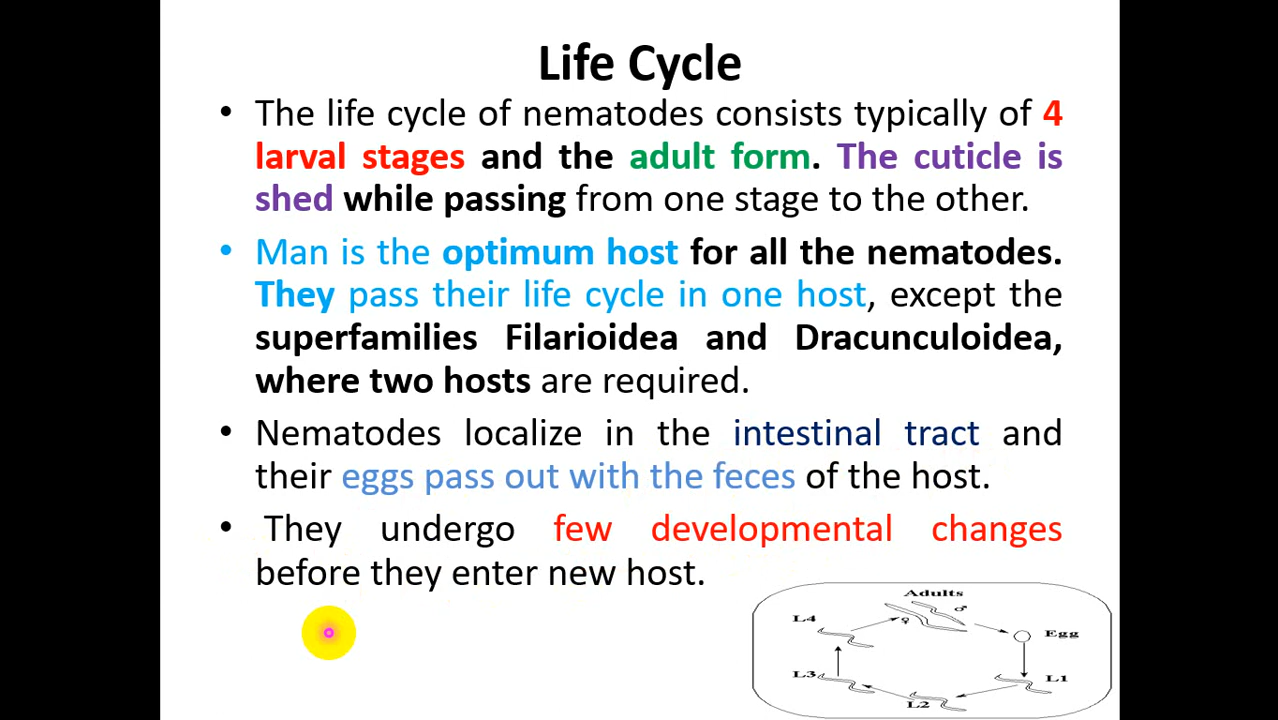 Life Cycle
• The life cycle of nematodes consists typically of 4
larval stages and the adult form. The cuticle is
shed while passing from one stage to the other.
• Man is the optimum host for all the nematodes.
They pass their life cycle in one host, except the
superfamilies Filarioidea and Dracunculoidea,
where two hosts are required.
• Nematodes localize in the intestinal tract and
their eggs pass out with the feces of the host.
• They undergo few developmental changes
before they enter new host.
Adults
♂
L4
♀
Egg
L3
L1
L2